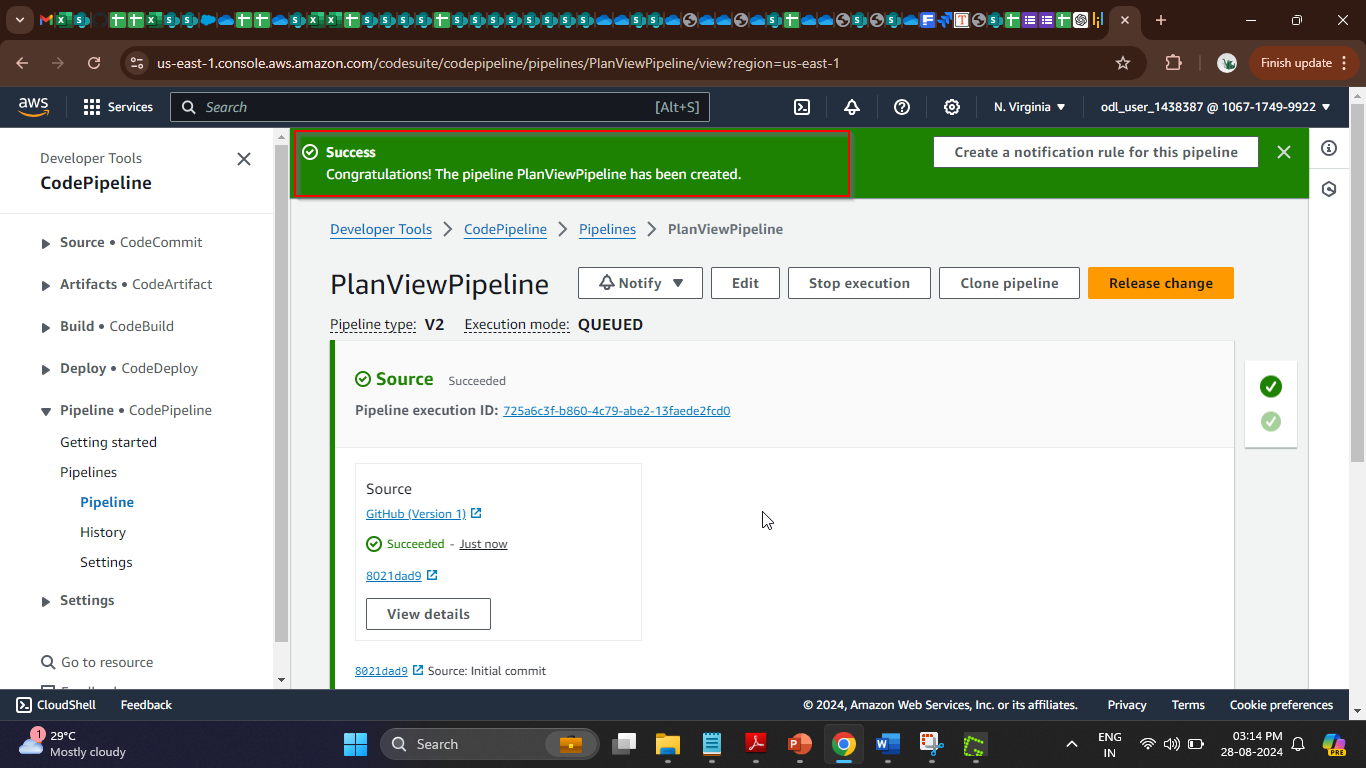 us-east-1.console.aws.amazon.com/codesuite/codepipeline/pipelines/PlanViewPipeline/view?region=us-east-1
Finish update
aws
Services
Search
[Alt+S]
N. Virginia
odl_user_1438387 @ 1067-1749-9922
Developer Tools
CodePipeline
Source • CodeCommit
Artifacts • CodeArtifact
Build • CodeBuild
Deploy • CodeDeploy
Pipeline • CodePipeline
Getting started
Pipelines
Pipeline
History
Settings
Settings
Go to resource
Success
Congratulations! The pipeline PlanViewPipeline has been created.
Create a notification rule for this pipeline
Developer Tools
CodePipeline
Pipelines
PlanViewPipeline
PlanViewPipeline
Notify
Edit
Stop execution
Clone pipeline
Release change
Pipeline type: V2
Execution mode: QUEUED
Source Succeeded
Pipeline execution ID: 725a6c3f-b860-4c79-abe2-13faede2fcd0
Source
GitHub (Version 1)
Succeeded - Just now
8021dad9
View details
8021dad9 Source: Initial commit
CloudShell
Feedback
© 2024, Amazon Web Services, Inc. or its affiliates.
Privacy
Terms
Cookie preferences
1
29°C
Mostly cloudy
Search
ENG
IN
03:14 PM
28-08-2024
PRE